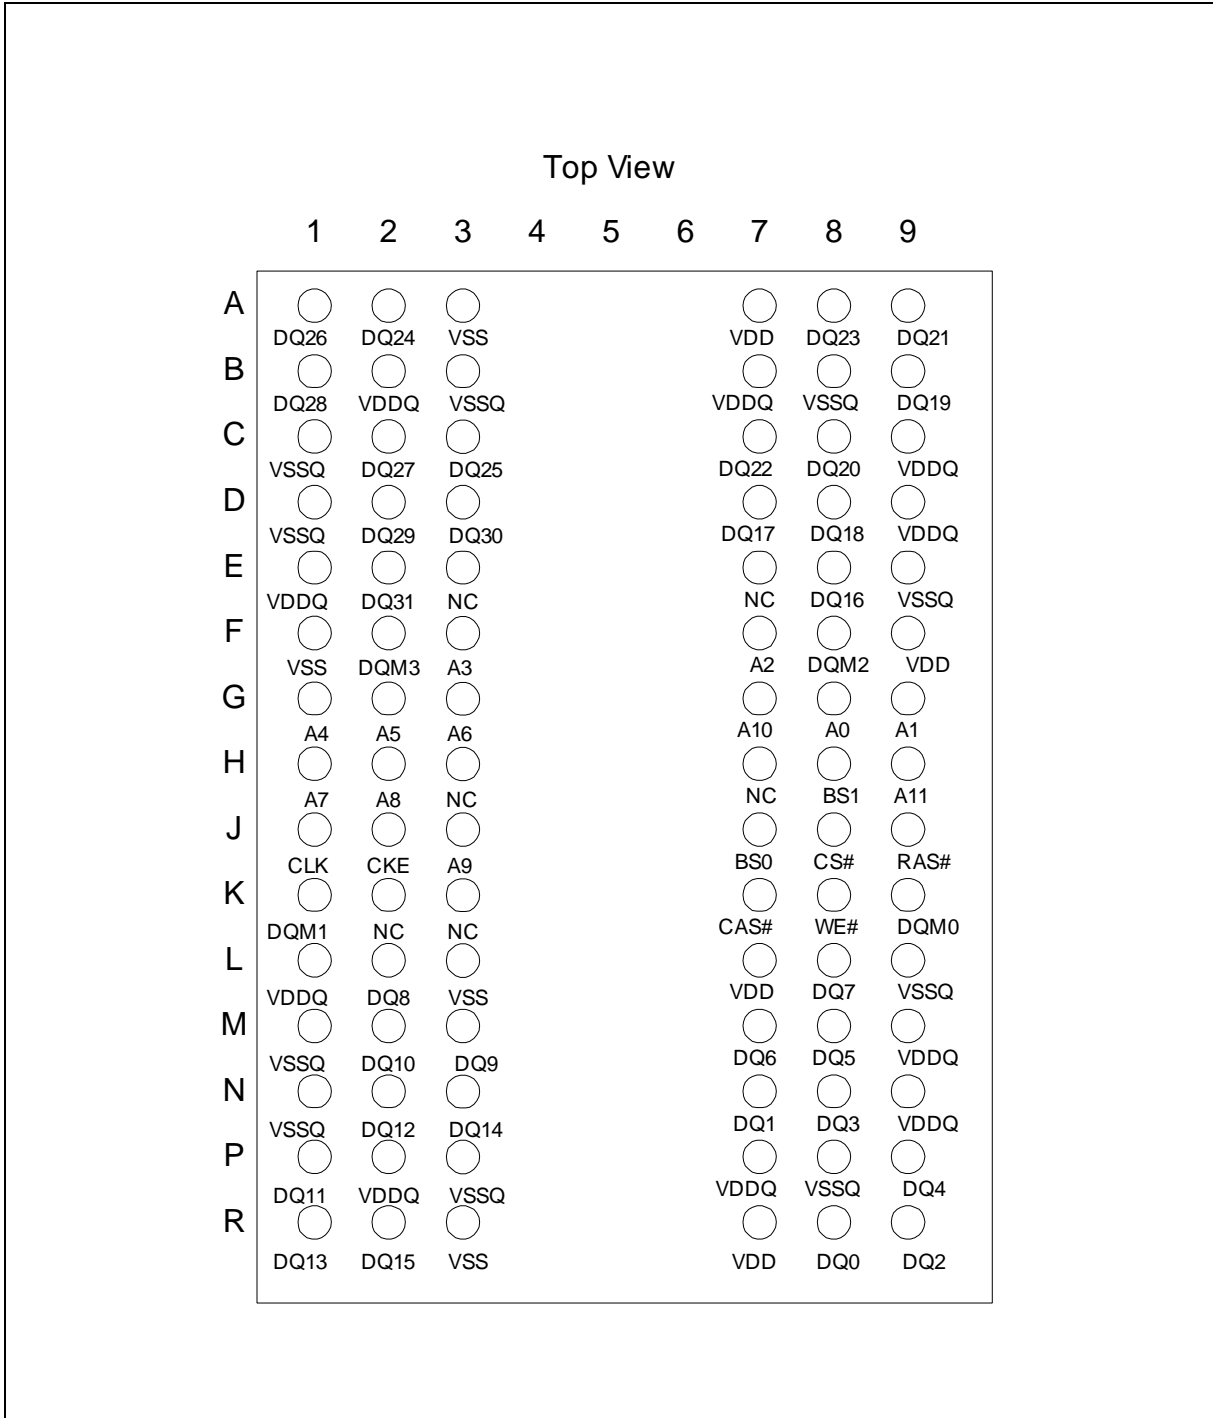 Top View
1 2 3 4 5 6 7 8 9
A
DQ26 DQ24 VSS VDD DQ23 DQ21
B
DQ28 VDDQ VSSQ VDDQ VSSQ DQ19
C
VSSQ DQ27 DQ25 DQ22 DQ20 VDDQ
D
VSSQ DQ29 DQ30 DQ17 DQ18 VDDQ
E
VDDQ DQ31 NC NC DQ16 VSSQ
F
VSS DQM3 A3 A2 DQM2 VDD
G
A4 A5 A6 A10 A0 A1
H
A7 A8 NC NC BS1 A11
J
CLK CKE A9 BS0 CS# RAS#
K
DQM1 NC NC CAS# WE# DQM0
L
VDDQ DQ8 VSS VDD DQ7 VSSQ
M
VSSQ DQ10 DQ9 DQ6 DQ5 VDDQ
N
VSSQ DQ12 DQ14 DQ1 DQ3 VDDQ
P
DQ11 VDDQ VSSQ VDDQ VSSQ DQ4
R
DQ13 DQ15 VSS VDD DQ0 DQ2